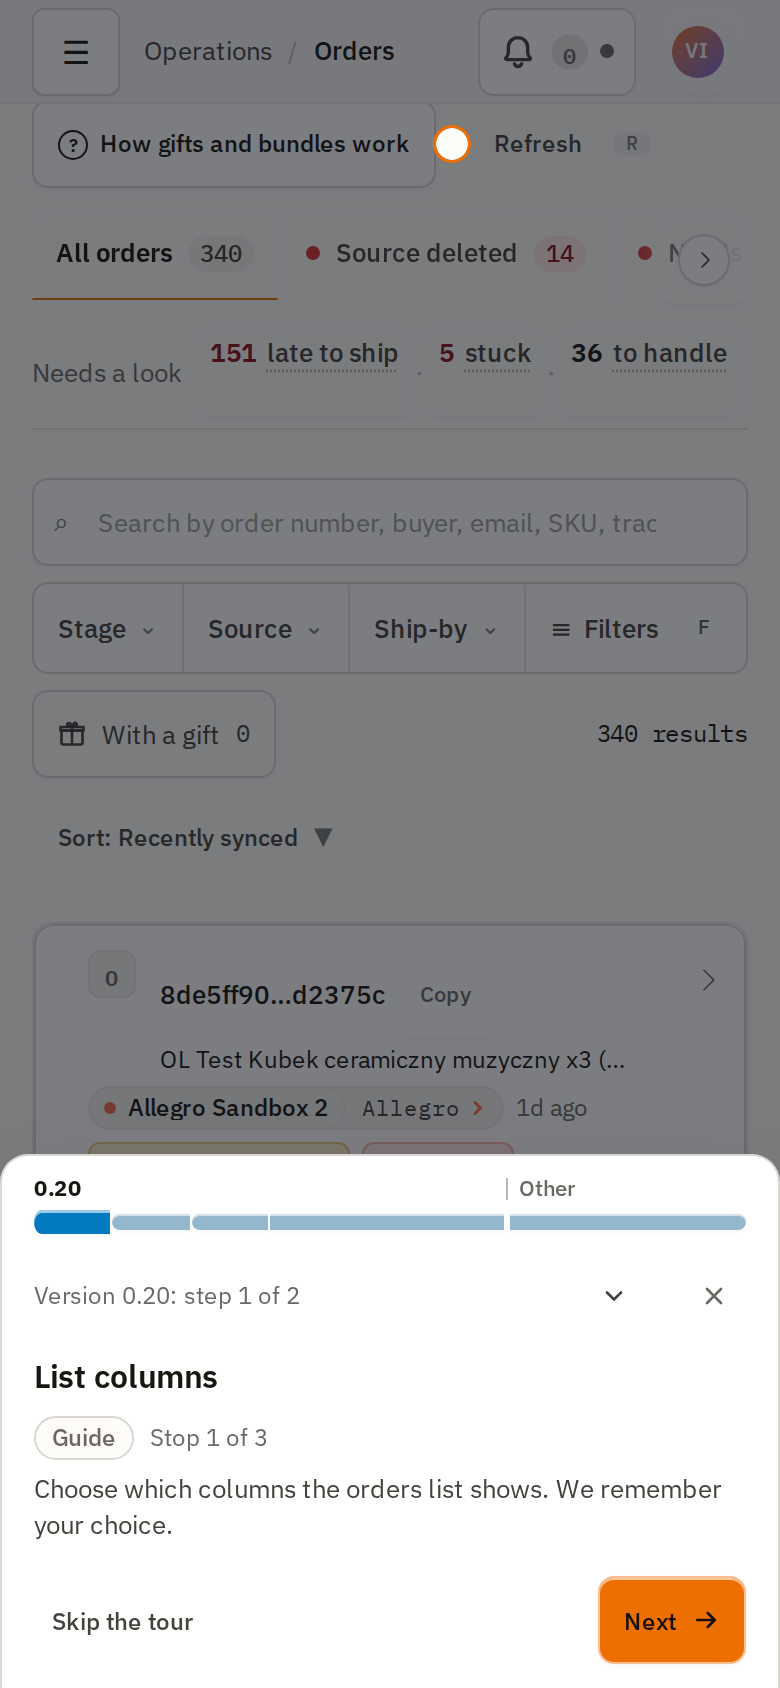 Operations / Orders
0
VI
? How gifts and bundles work
Refresh R
All orders 340
Source deleted 14
Needs a look
151 late to ship · 5 stuck · 36 to handle
Search by order number, buyer, email, SKU, trac
Stage
Source
Ship-by
Filters F
With a gift 0
340 results
Sort: Recently synced ▼
0
8de5ff90...d2375c
Copy
OL Test Kubek ceramiczny muzyczny x3 (...
Allegro Sandbox 2 Allegro 1d ago
0.20
Other
Version 0.20: step 1 of 2
List columns
Guide Stop 1 of 3
Choose which columns the orders list shows. We remember
your choice.
Skip the tour
Next →